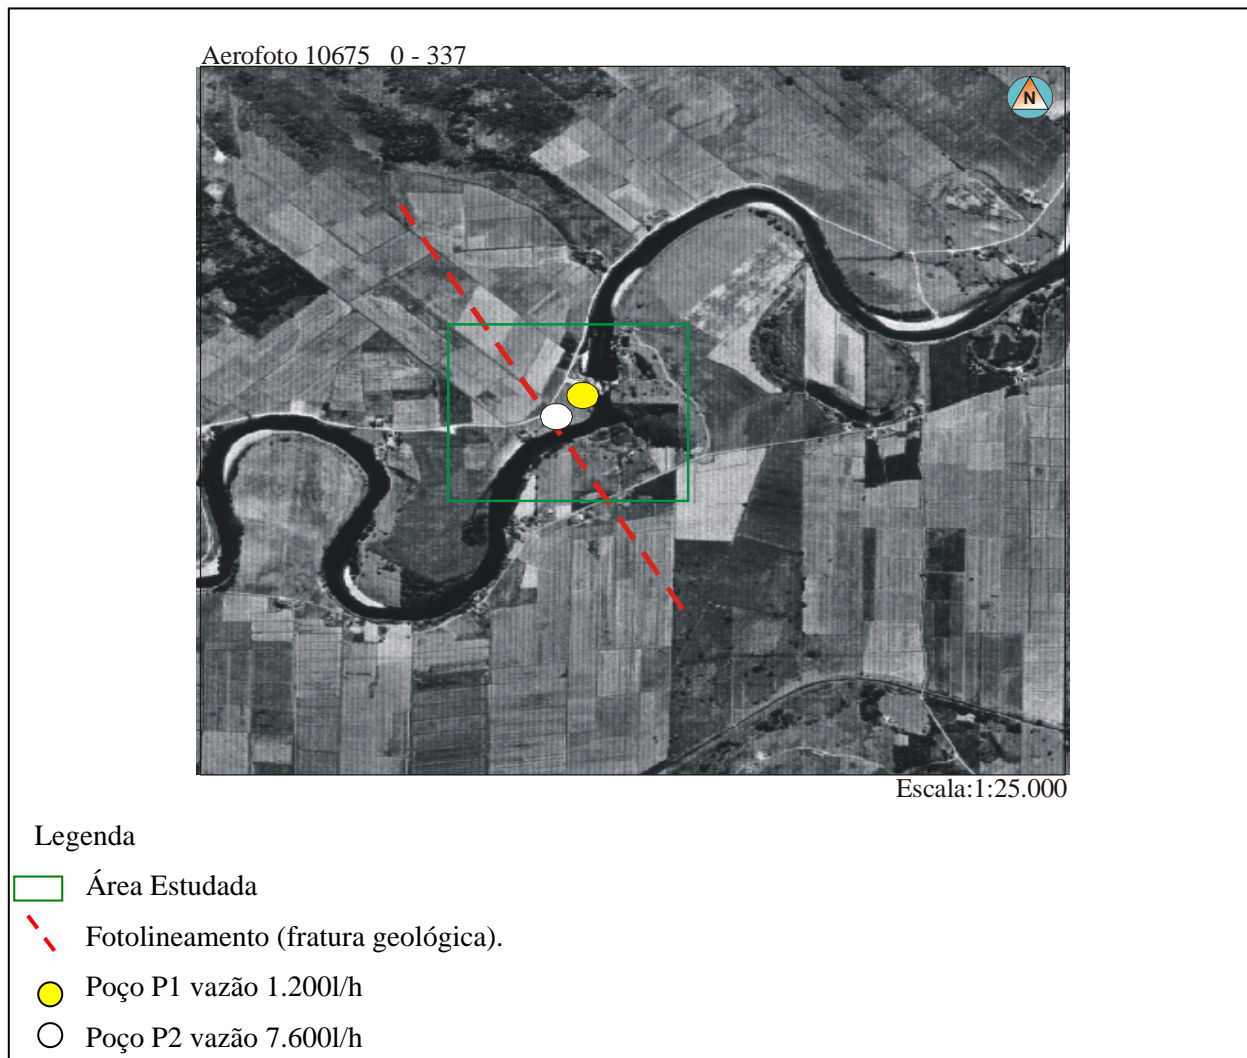 Aerofoto 10675 0 - 337
N
Escala:1:25.000
Legenda
Área Estudada
Fotolineamento (fratura geológica).
Poço P1 vazão 1.200l/h
Poço P2 vazão 7.600l/h